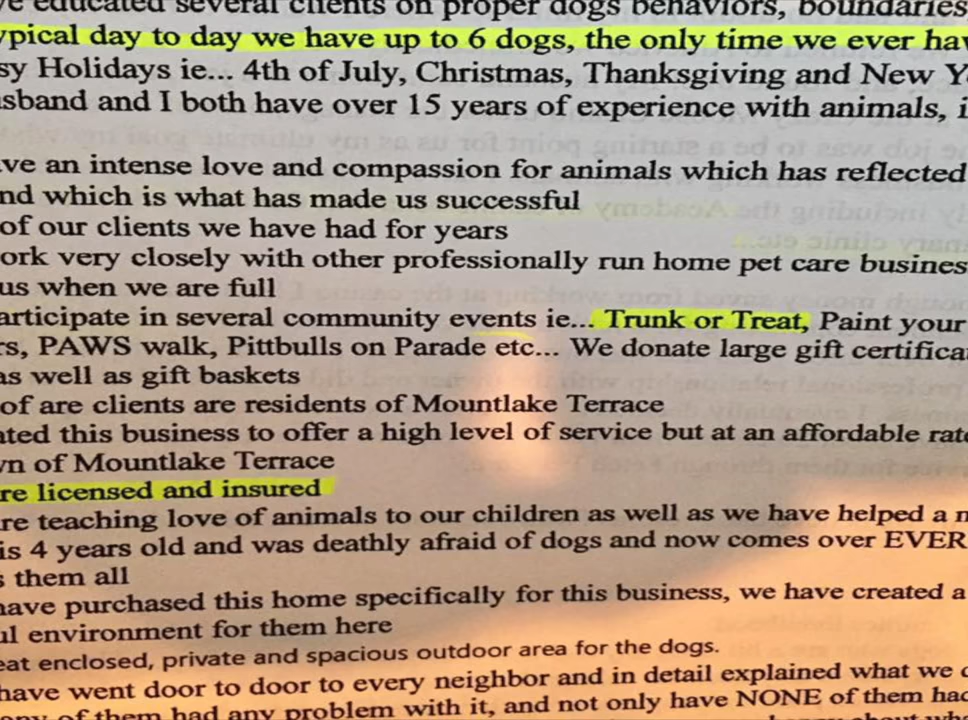 e educated several clients on proper dogs behaviors, boundaries
ypical day to day we have up to 6 dogs, the only time we ever hav
sy Holidays ie... 4th of July, Christmas, Thanksgiving and New Y
sband and I both have over 15 years of experience with animals, i
ve an intense love and compassion for animals which has reflected
nd which is what has made us successful
of our clients we have had for years
ork very closely with other professionally run home pet care busines
us when we are full
articipate in several community events ie... Trunk or Treat, Paint your
rs, PAWS walk, Pittbulls on Parade etc... We donate large gift certifica
as well as gift baskets
of are clients are residents of Mountlake Terrace
ated this business to offer a high level of service but at an affordable rate
wn of Mountlake Terrace
re licensed and insured
re teaching love of animals to our children as well as we have helped a n
is 4 years old and was deathly afraid of dogs and now comes over EVER
s them all
have purchased this home specifically for this business, we have created a
ul environment for them here
eat enclosed, private and spacious outdoor area for the dogs.
have went door to door to every neighbor and in detail explained what we
any of them had any problem with it, and not only have NONE of them had